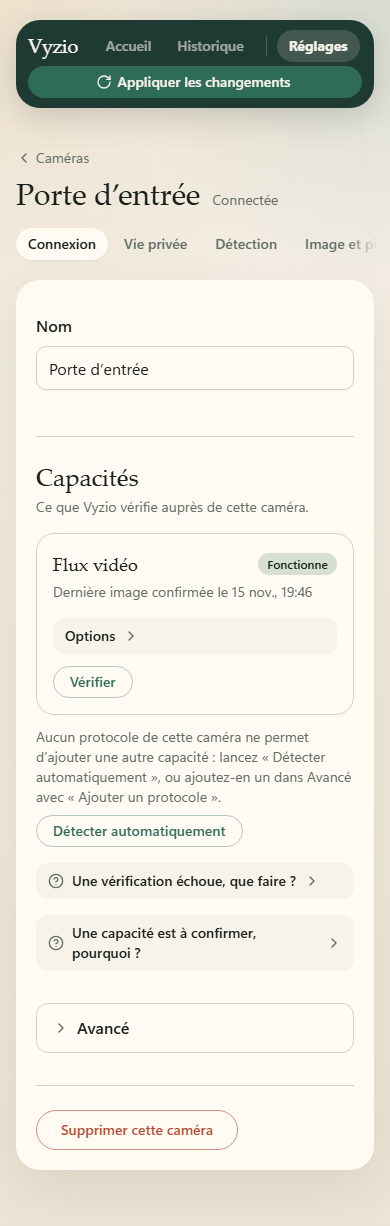 Vyzio Accueil Historique Réglages
Appliquer les changements
Caméras
Porte d’entrée Connectée
Connexion Vie privée Détection Image et pi
Nom
Porte d’entrée
Capacités
Ce que Vyzio vérifie auprès de cette caméra.
Flux vidéo Fonctionne
Dernière image confirmée le 15 nov., 19:46
Options
Vérifier
Aucun protocole de cette caméra ne permet
d’ajouter une autre capacité : lancez « Détecter
automatiquement », ou ajoutez-en un dans Avancé
avec « Ajouter un protocole ».
Détecter automatiquement
Une vérification échoue, que faire ?
Une capacité est à confirmer,
pourquoi ?
Avancé
Supprimer cette caméra